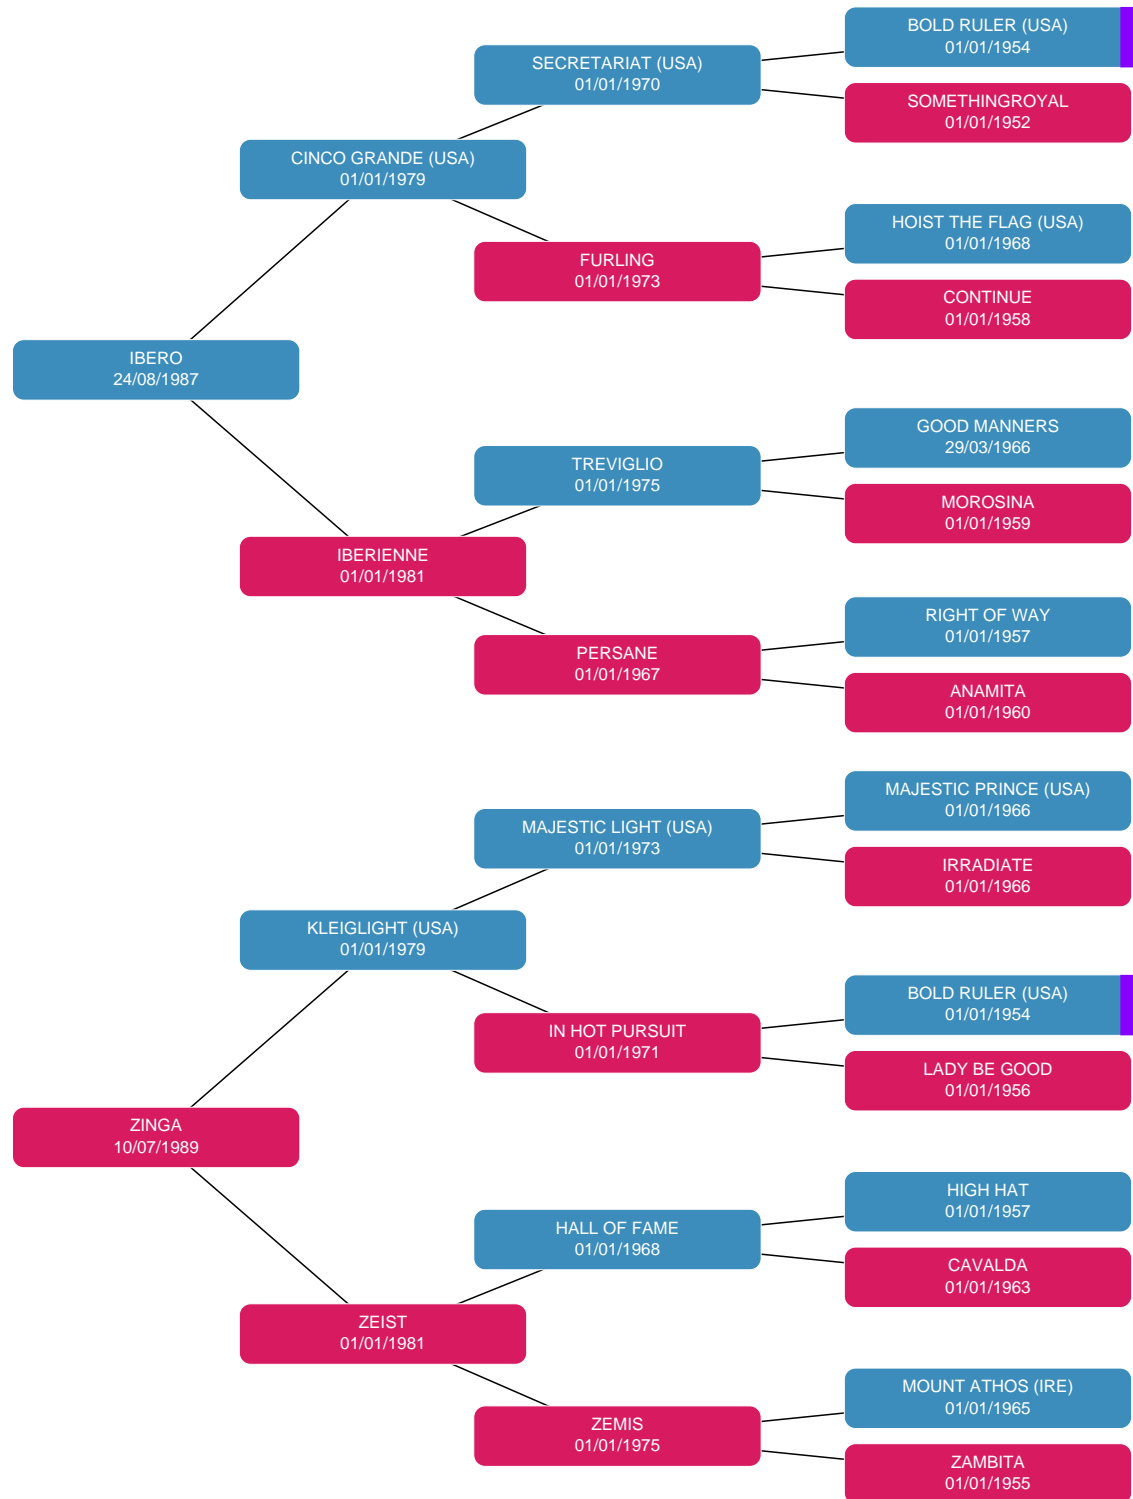 BOLD RULER (USA)
01/01/1954
SECRETARIAT (USA)
01/01/1970
SOMETHINGROYAL
01/01/1952
CINCO GRANDE (USA)
01/01/1979
HOIST THE FLAG (USA)
01/01/1968
FURLING
01/01/1973
CONTINUE
01/01/1958
IBERO
24/08/1987
GOOD MANNERS
29/03/1966
TREVIGLIO
01/01/1975
MOROSINA
01/01/1959
IBERIENNE
01/01/1981
RIGHT OF WAY
01/01/1957
PERSANE
01/01/1967
ANAMITA
01/01/1960
MAJESTIC PRINCE (USA)
01/01/1966
MAJESTIC LIGHT (USA)
01/01/1973
IRRADIATE
01/01/1966
KLEIGLIGHT (USA)
01/01/1979
BOLD RULER (USA)
01/01/1954
IN HOT PURSUIT
01/01/1971
LADY BE GOOD
01/01/1956
ZINGA
10/07/1989
HIGH HAT
01/01/1957
HALL OF FAME
01/01/1968
CAVALDA
01/01/1963
ZEIST
01/01/1981
MOUNT ATHOS (IRE)
01/01/1965
ZEMIS
01/01/1975
ZAMBITA
01/01/1955